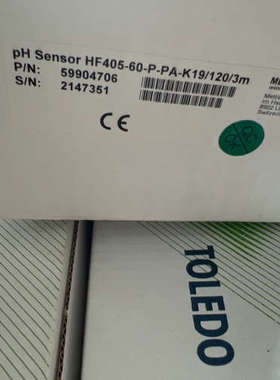 pH Sensor HF405-60-P-PA-K19/120/3m
P/N: 59904706
S/N: 2147351
CE
TOLEDO